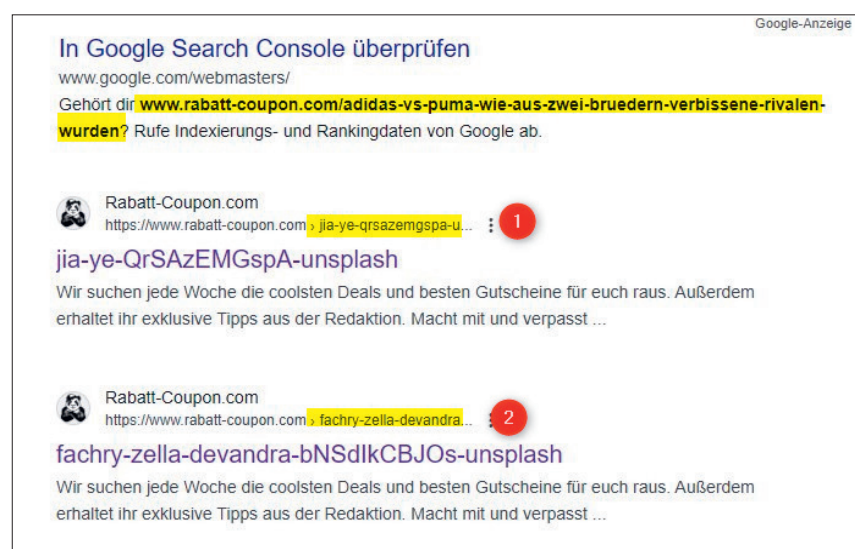 Google-Anzeige
In Google Search Console überprüfen
www.google.com/webmasters/
Gehört dir www.rabatt-coupon.com/adidas-vs-puma-wie-aus-zwei-bruedern-verbissene-rivalen-
wurden? Rufe Indexierungs- und Rankingdaten von Google ab.
Rabatt-Coupon.com
https://www.rabatt-coupon.com › jia-ye-qrsazemgspa-u... 1
jia-ye-QrSAzEMGspA-unsplash
Wir suchen jede Woche die coolsten Deals und besten Gutscheine für euch raus. Außerdem
erhaltet ihr exklusive Tipps aus der Redaktion. Macht mit und verpasst ...
Rabatt-Coupon.com
https://www.rabatt-coupon.com › fachry-zella-devandra... 2
fachry-zella-devandra-bNSdIkCBJOs-unsplash
Wir suchen jede Woche die coolsten Deals und besten Gutscheine für euch raus. Außerdem
erhaltet ihr exklusive Tipps aus der Redaktion. Macht mit und verpasst ...